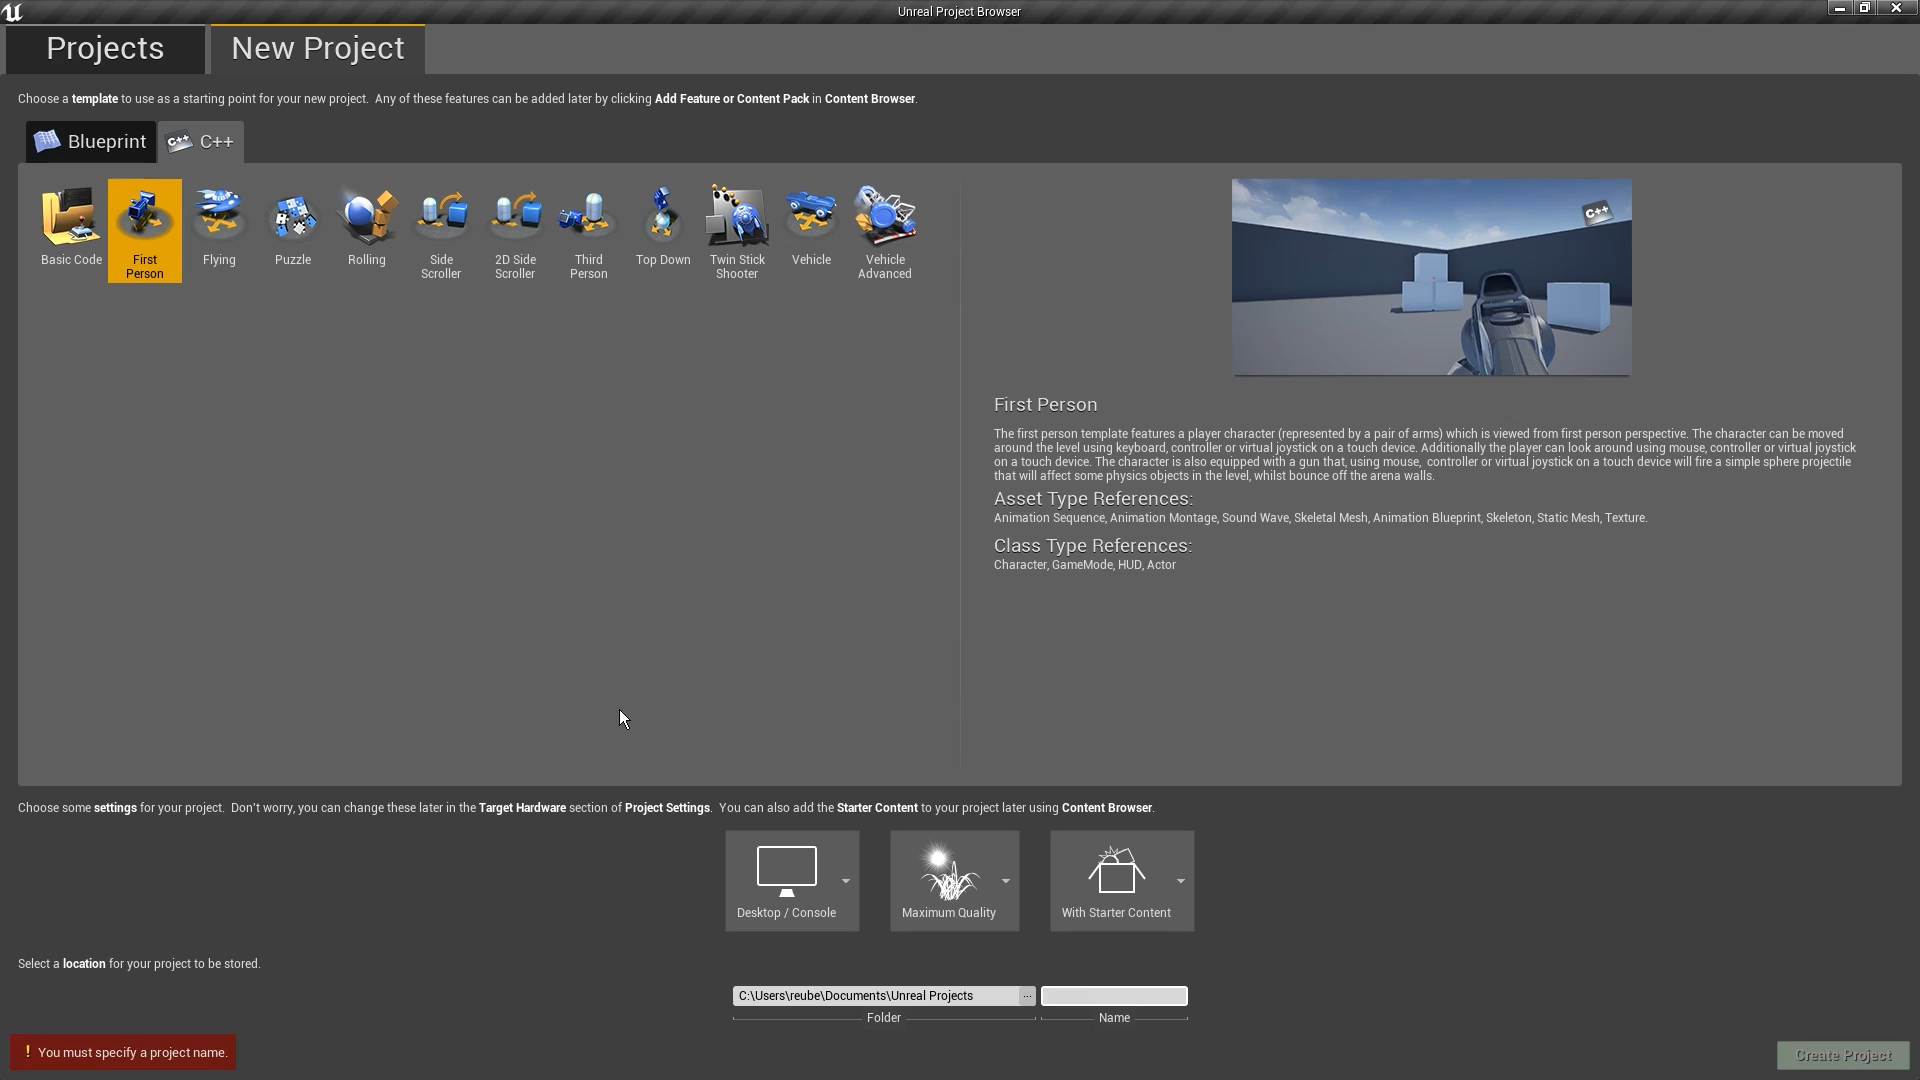 Unreal Project Browser
Projects
New Project
Choose a template to use as a starting point for your new project. Any of these features can be added later by clicking Add Feature or Content Pack in Content Browser.
Blueprint
C++
C++
Basic Code
First Person
Flying
Puzzle
Rolling
Side Scroller
2D Side Scroller
Third Person
Top Down
Twin Stick Shooter
Vehicle
Vehicle Advanced
C++
First Person
The first person template features a player character (represented by a pair of arms) which is viewed from first person perspective. The character can be moved
around the level using keyboard, controller or virtual joystick on a touch device. Additionally the player can look around using mouse, controller or virtual joystick
on a touch device. The character is also equipped with a gun that, using mouse, controller or virtual joystick on a touch device will fire a simple sphere projectile
that will affect some physics objects in the level, whilst bounce off the arena walls.
Asset Type References:
Animation Sequence, Animation Montage, Sound Wave, Skeletal Mesh, Animation Blueprint, Skeleton, Static Mesh, Texture.
Class Type References:
Character, GameMode, HUD, Actor
Choose some settings for your project. Don't worry, you can change these later in the Target Hardware section of Project Settings. You can also add the Starter Content to your project later using Content Browser.
Desktop / Console
Maximum Quality
With Starter Content
Select a location for your project to be stored.
C:\Users\reube\Documents\Unreal Projects
...
Folder
Name
! You must specify a project name.
Create Project